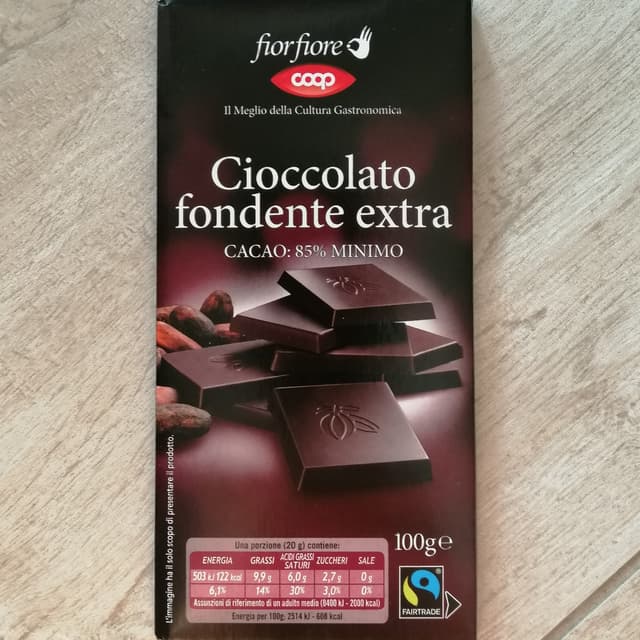 fiorfiore
coop
Il Meglio della Cultura Gastronomica
Cioccolato
fondente extra
CACAO: 85% MINIMO
L'immagine ha il solo scopo di presentare il prodotto.
100g e
Una porzione (20 g) contiene:
ENERGIA GRASSI ACIDI GRASSI SATURI ZUCCHERI SALE
503 kJ 122 kcal 9,9 g 6,0 g 2,7 g 0 g
6,1% 14% 30% 3,0% 0%
Assunzioni di riferimento di un adulto medio (8400 kJ - 2000 kcal)
Energia per 100g: 2514 kJ - 608 kcal
FAIRTRADE